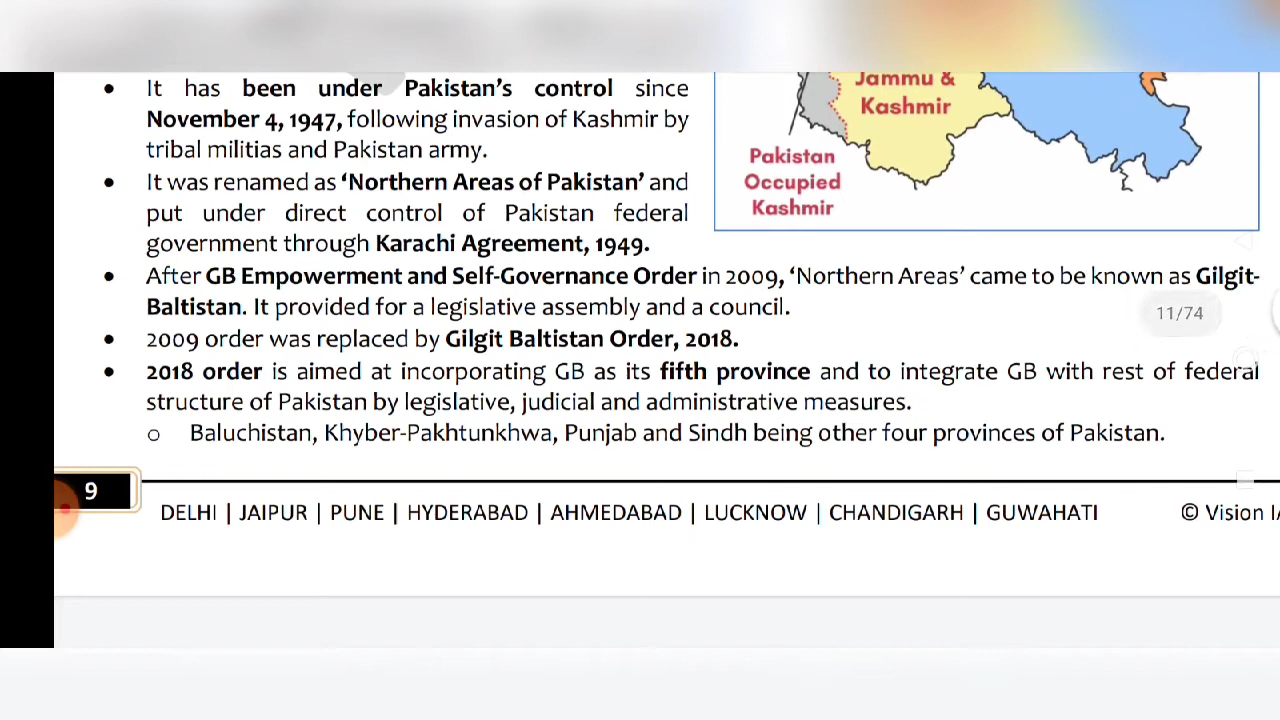 • It has been under Pakistan's control since
November 4, 1947, following invasion of Kashmir by
tribal militias and Pakistan army.
• It was renamed as ‘Northern Areas of Pakistan’ and
put under direct control of Pakistan federal
government through Karachi Agreement, 1949.
Jammu &
Kashmir
Pakistan
Occupied
Kashmir
• After GB Empowerment and Self-Governance Order in 2009, ‘Northern Areas’ came to be known as Gilgit-
Baltistan. It provided for a legislative assembly and a council.
11/74
• 2009 order was replaced by Gilgit Baltistan Order, 2018.
• 2018 order is aimed at incorporating GB as its fifth province and to integrate GB with rest of federal
structure of Pakistan by legislative, judicial and administrative measures.
o Baluchistan, Khyber-Pakhtunkhwa, Punjab and Sindh being other four provinces of Pakistan.
9
DELHI | JAIPUR | PUNE | HYDERABAD | AHMEDABAD | LUCKNOW | CHANDIGARH | GUWAHATI
© Vision